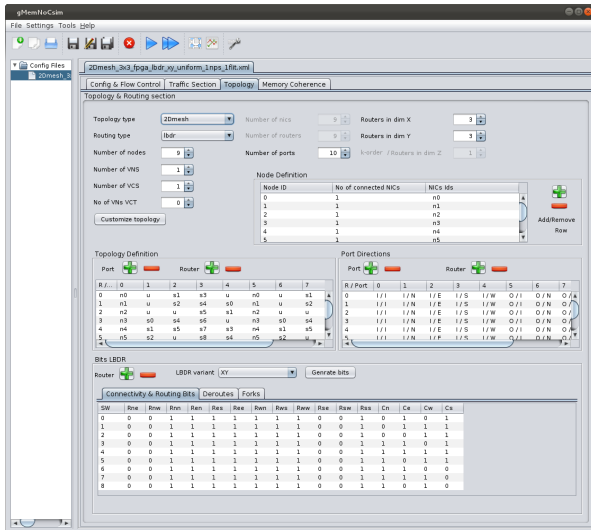 gMemNoCsim
File Settings Tools Help
Config Files
2Dmesh_3
2Dmesh_3x3_fpga_lbdr_xy_uniform_1nps_1flit.xml
Config & Flow Control Traffic Section Topology Memory Coherence
Topology & Routing section
Topology type 2Dmesh Number of nics 9 Routers in dim X 3
Routing type lbdr Number of routers 9 Routers in dim Y 3
Number of nodes 9 Number of ports 10 k-order / Routers in dim Z 1
Number of VNS 1
Number of VCS 1
No of VNs VCT 0
Customize topology
Node Definition
Node ID No of connected NICs NICs Ids
0 1 n0
1 1 n1
2 1 n2
3 1 n3
4 1 n4
5 1 n5
Add/Remove
Row
Topology Definition
Port Router
R /... 0 1 2 3 4 5 6 7
0 n0 u s1 s3 u n0 u s1
1 n1 u s2 s4 s0 n1 u s2
2 n2 u u s5 s1 n2 u u
3 n3 s0 s4 s6 u n3 s0 s4
4 n4 s1 s5 s7 s3 n4 s1 s5
5 n5 s2 u s8 s4 n5 s2 u
Port Directions
Port Router
R / Port 0 1 2 3 4 5 6 7
0 I / I I / N I / E I / S I / W O / I O / N O /
1 I / I I / N I / E I / S I / W O / I O / N O /
2 I / I I / N I / E I / S I / W O / I O / N O /
3 I / I I / N I / E I / S I / W O / I O / N O /
4 I / I I / N I / E I / S I / W O / I O / N O /
5 I / I I / N I / E I / S I / W O / I O / N O /
Bits LBDR
Router LBDR variant XY Genrate bits
Connectivity & Routing Bits Deroutes Forks
SW Rne Rnw Rnn Ren Res Ree Rwn Rws Rww Rse Rsw Rss Cn Ce Cw Cs
0 0 0 1 1 1 1 1 1 1 0 0 1 0 1 0 1
1 0 0 1 1 1 1 1 1 1 0 0 1 0 1 1 1
2 0 0 1 1 1 1 1 1 1 0 0 1 0 0 1 1
3 0 0 1 1 1 1 1 1 1 0 0 1 1 1 0 1
4 0 0 1 1 1 1 1 1 1 0 0 1 1 1 1 1
5 0 0 1 1 1 1 1 1 1 0 0 1 1 0 1 1
6 0 0 1 1 1 1 1 1 1 0 0 1 1 1 0 0
7 0 0 1 1 1 1 1 1 1 0 0 1 1 1 1 0
8 0 0 1 1 1 1 1 1 1 0 0 1 1 0 1 0